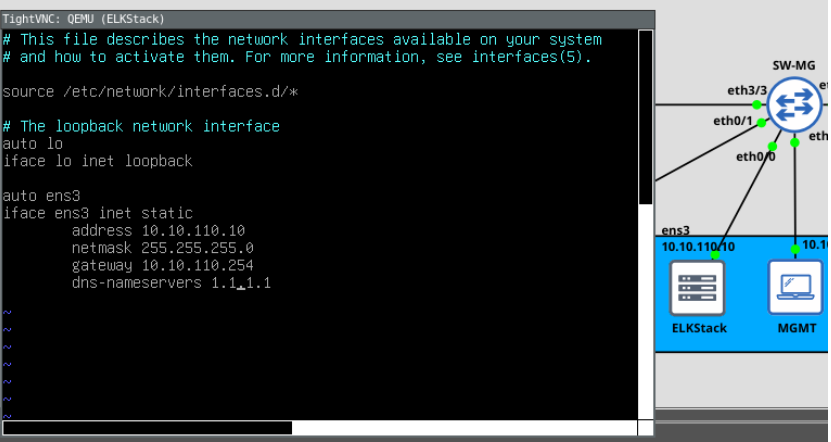 TightVNC: QEMU (ELKStack)
# This file describes the network interfaces available on your system
# and how to activate them. For more information, see interfaces(5).
source /etc/network/interfaces.d/*
# The loopback network interface
auto lo
iface lo inet loopback
auto ens3
iface ens3 inet static
address 10.10.110.10
netmask 255.255.255.0
gateway 10.10.110.254
dns-nameservers 1.1.1.1
~
~
~
~
~
~
~
SW-MG
eth3/3
eth0/1
eth0/0
eth
ens3
10.10.110.10
ELKStack
MGMT